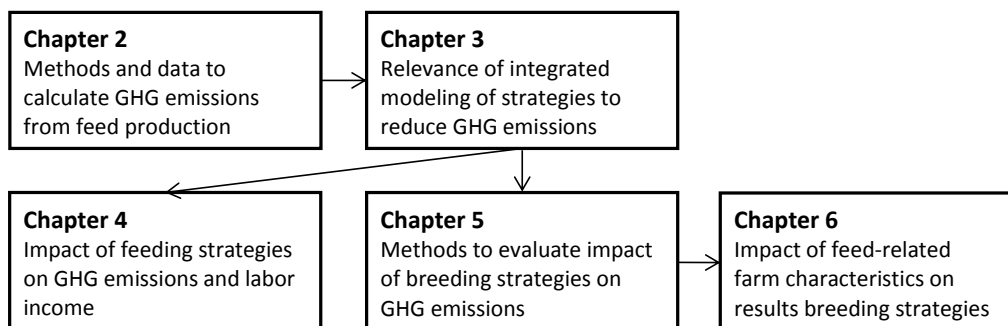 Chapter 2
Methods and data to
calculate GHG emissions
from feed production
Chapter 3
Relevance of integrated
modeling of strategies to
reduce GHG emissions
Chapter 4
Impact of feeding strategies
on GHG emissions and labor
income
Chapter 5
Methods to evaluate impact
of breeding strategies on
GHG emissions
Chapter 6
Impact of feed-related
farm characteristics on
results breeding strategies